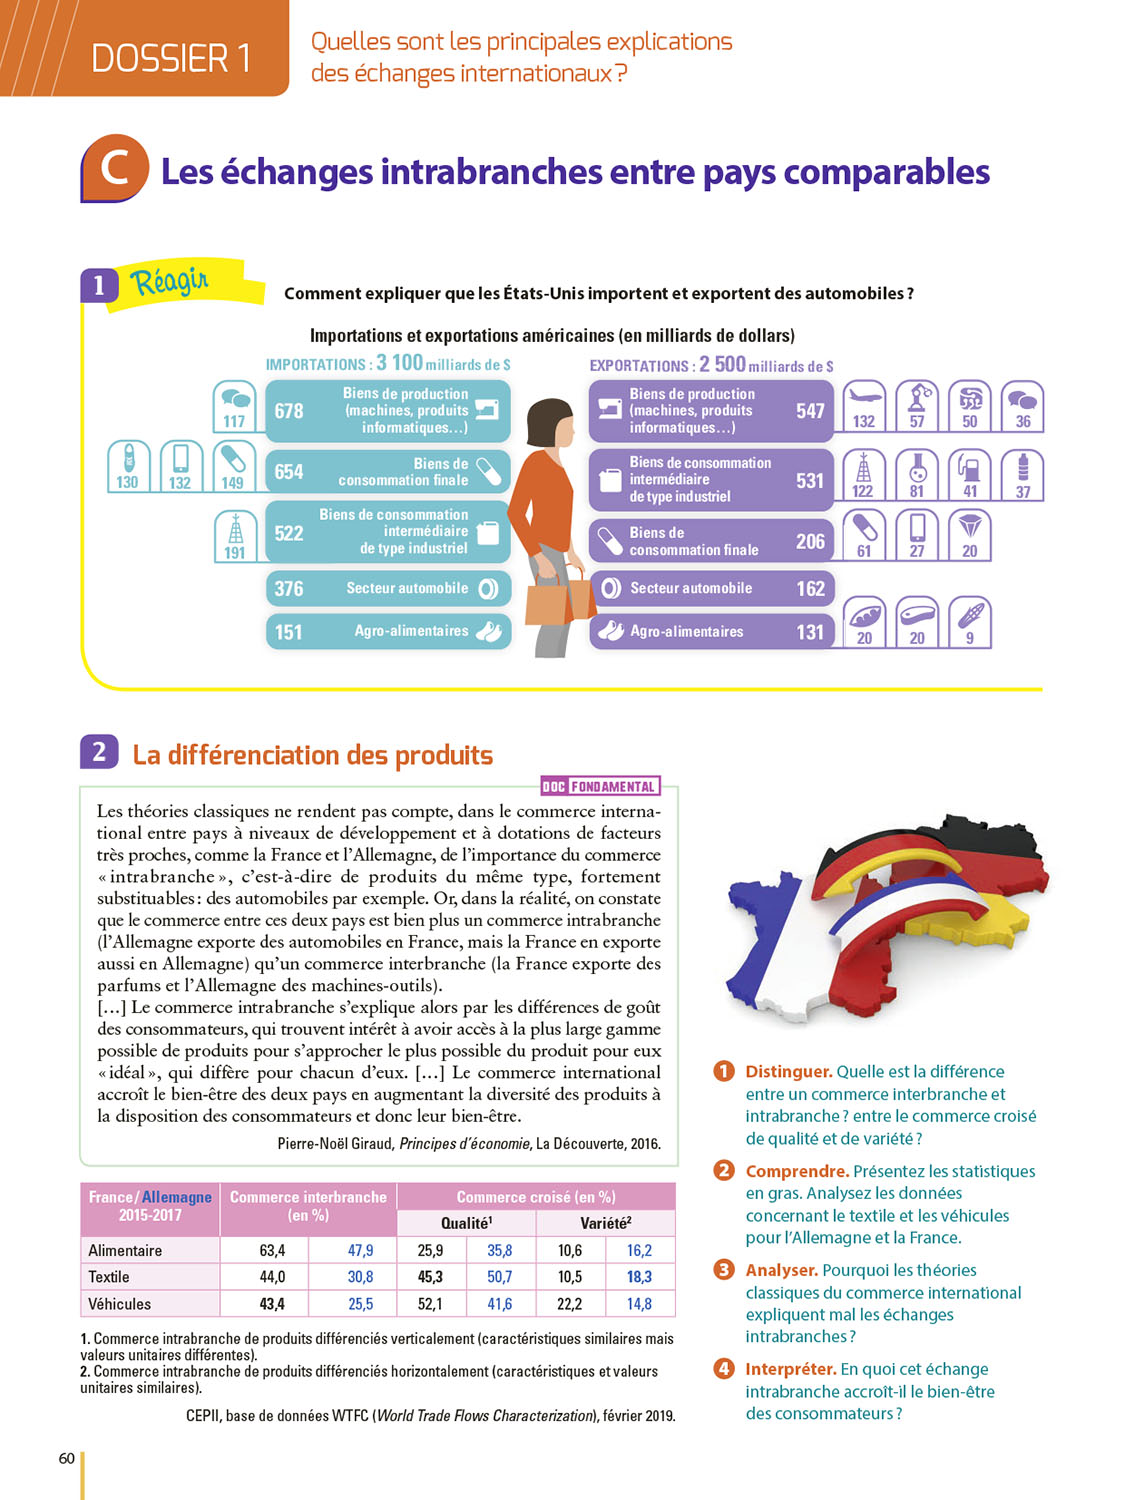 DOSSIER 1
Quelles sont les principales explications
des échanges internationaux ?
C Les échanges intrabranches entre pays comparables
1 Réagir
Comment expliquer que les États-Unis importent et exportent des automobiles ?
Importations et exportations américaines (en milliards de dollars)
IMPORTATIONS : 3 100 milliards de $
117
678
Biens de production
(machines, produits
informatiques…)
130
132
149
654
Biens de
consommation finale
191
522
Biens de consommation
intermédiaire
de type industriel
376
Secteur automobile
151
Agro-alimentaires
EXPORTATIONS : 2 500 milliards de $
Biens de production
(machines, produits
informatiques…)
547
132
57
50
36
Biens de consommation
intermédiaire
de type industriel
531
122
81
41
37
Biens de
consommation finale
206
61
27
20
Secteur automobile
162
Agro-alimentaires
131
20
20
9
2 La différenciation des produits
DOC FONDAMENTAL
Les théories classiques ne rendent pas compte, dans le commerce interna-
tional entre pays à niveaux de développement et à dotations de facteurs
très proches, comme la France et l'Allemagne, de l'importance du commerce
« intrabranche », c'est-à-dire de produits du même type, fortement
substituables : des automobiles par exemple. Or, dans la réalité, on constate
que le commerce entre ces deux pays est bien plus un commerce intrabranche
(l'Allemagne exporte des automobiles en France, mais la France en exporte
aussi en Allemagne) qu'un commerce interbranche (la France exporte des
parfums et l'Allemagne des machines-outils).
[…] Le commerce intrabranche s'explique alors par les différences de goût
des consommateurs, qui trouvent intérêt à avoir accès à la plus large gamme
possible de produits pour s'approcher le plus possible du produit pour eux
« idéal », qui diffère pour chacun d'eux. […] Le commerce international
accroît le bien-être des deux pays en augmentant la diversité des produits à
la disposition des consommateurs et donc leur bien-être.
Pierre-Noël Giraud, Principes d'économie, La Découverte, 2016.
France/Allemagne 2015-2017 Commerce interbranche (en %) Commerce croisé (en %)
Qualité¹ Variété²
Alimentaire 63,4 47,9 25,9 35,8 10,6 16,2
Textile 44,0 30,8 45,3 50,7 10,5 18,3
Véhicules 43,4 25,5 52,1 41,6 22,2 14,8
1. Commerce intrabranche de produits différenciés verticalement (caractéristiques similaires mais
valeurs unitaires différentes).
2. Commerce intrabranche de produits différenciés horizontalement (caractéristiques et valeurs
unitaires similaires).
CEPII, base de données WTFC (World Trade Flows Characterization), février 2019.
1 Distinguer. Quelle est la différence
entre un commerce interbranche et
intrabranche ? entre le commerce croisé
de qualité et de variété ?
2 Comprendre. Présentez les statistiques
en gras. Analysez les données
concernant le textile et les véhicules
pour l'Allemagne et la France.
3 Analyser. Pourquoi les théories
classiques du commerce international
expliquent mal les échanges
intrabranches ?
4 Interpréter. En quoi cet échange
intrabranche accroît-il le bien-être
des consommateurs ?
60